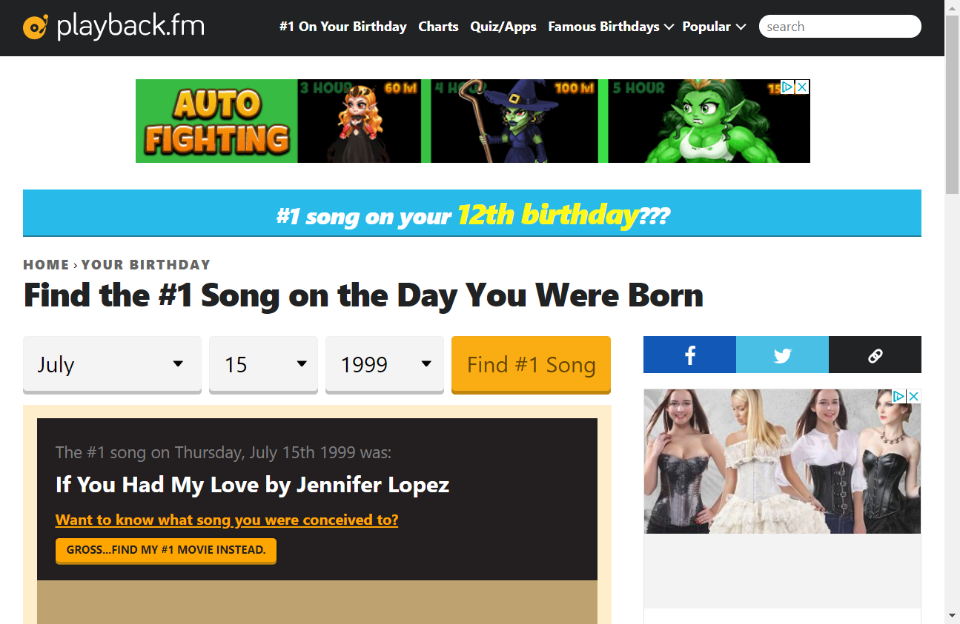 playback.fm
#1 On Your Birthday Charts Quiz/Apps Famous Birthdays Popular search
AUTO FIGHTING
3 HOUR 60 lvl 4 HOUR 100 lvl 5 HOUR
#1 song on your 12th birthday???
HOME › YOUR BIRTHDAY
Find the #1 Song on the Day You Were Born
July 15 1999 Find #1 Song
The #1 song on Thursday, July 15th 1999 was:
If You Had My Love by Jennifer Lopez
Want to know what song you were conceived to?
GROSS...FIND MY #1 MOVIE INSTEAD.